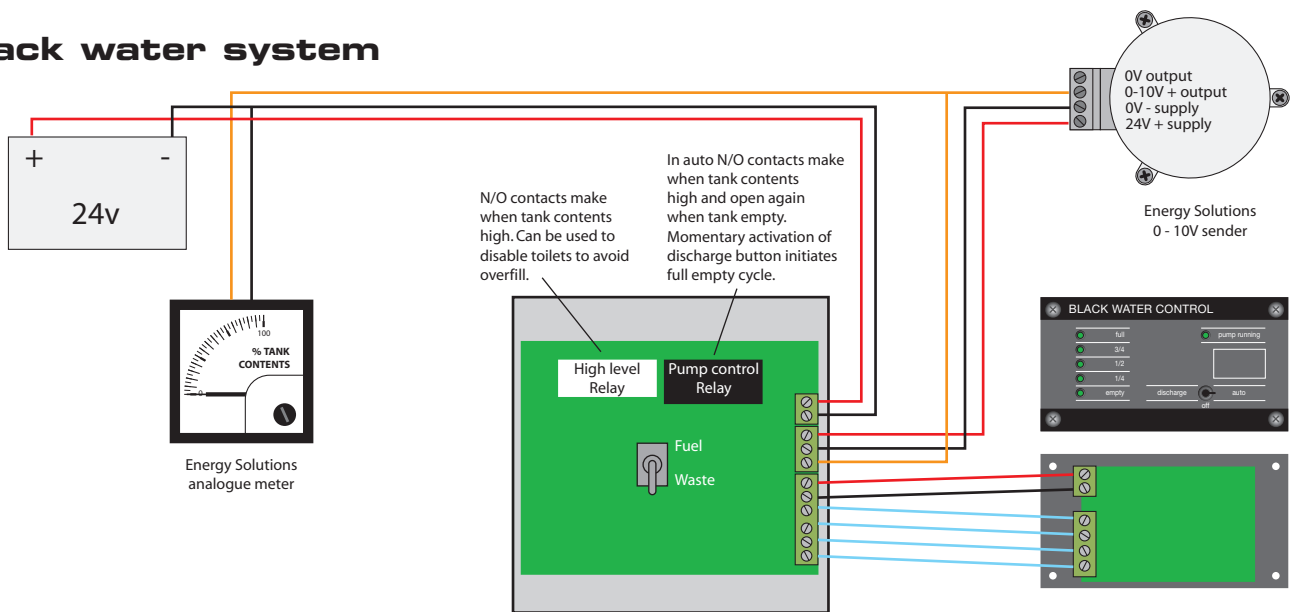 ack water system
0V output
0-10V + output
0V - supply
24V + supply
+ -
24v
Energy Solutions
0 - 10V sender
N/O contacts make
when tank contents
high. Can be used to
disable toilets to avoid
overfill.
In auto N/O contacts make
when tank contents
high and open again
when tank empty.
Momentary activation of
discharge button initiates
full empty cycle.
100
% TANK
CONTENTS
0
Energy Solutions
analogue meter
High level
Relay
Pump control
Relay
Fuel
Waste
BLACK WATER CONTROL
full
3/4
1/2
1/4
empty
pump running
discharge
off
auto